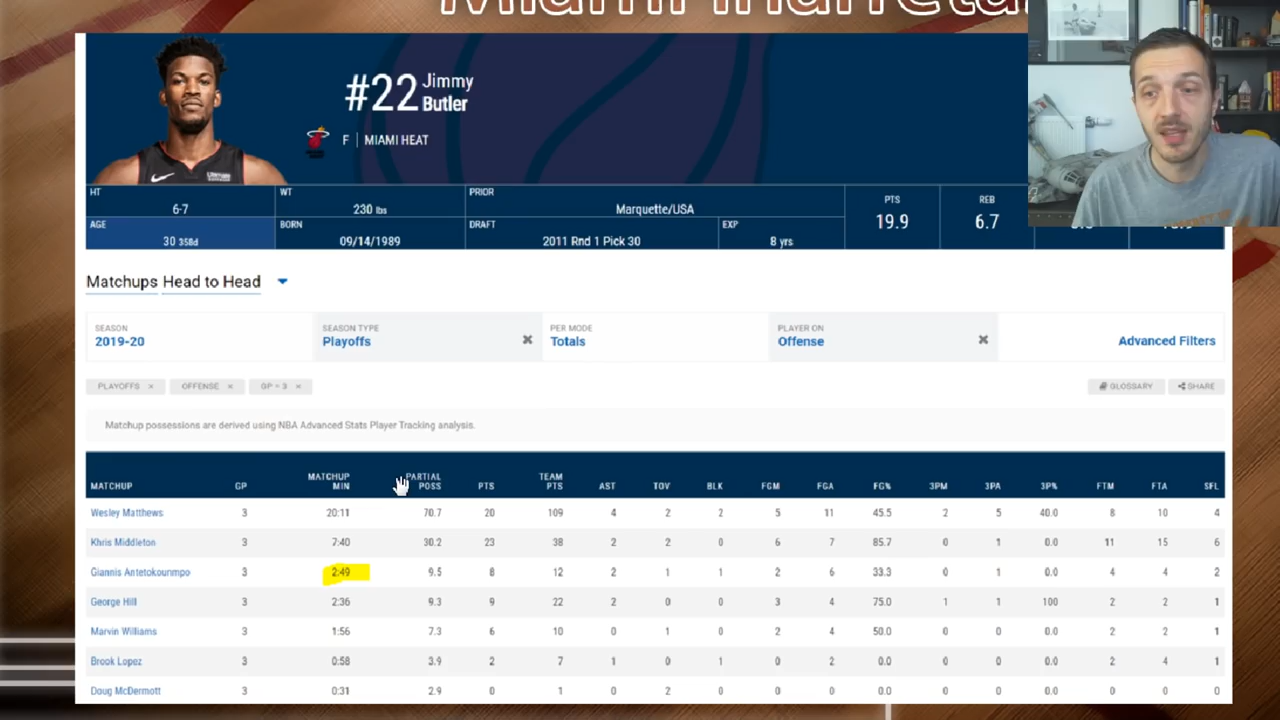 #22 Jimmy
Butler
F | MIAMI HEAT
HT WT PRIOR PTS REB
6-7 230 lbs Marquette/USA 19.9 6.7
AGE BORN DRAFT EXP
30 358d 09/14/1989 2011 Rnd 1 Pick 30 8 yrs
Matchups Head to Head
SEASON SEASON TYPE PER MODE PLAYER ON
2019-20 Playoffs Totals Offense Advanced Filters
PLAYOFFS × OFFENSE × GP = 3 × GLOSSARY SHARE
Matchup possessions are derived using NBA Advanced Stats Player Tracking analysis.
MATCHUP GP MATCHUP MIN PARTIAL POSS PTS TEAM PTS AST TOV BLK FGM FGA FG% 3PM 3PA 3P% FTM FTA SFL
Wesley Matthews 3 20:11 70.7 20 109 4 2 2 5 11 45.5 2 5 40.0 8 10 4
Khris Middleton 3 7:40 30.2 23 38 2 2 0 6 7 85.7 0 1 0.0 11 15 6
Giannis Antetokounmpo 3 2:49 9.5 8 12 2 1 1 2 6 33.3 0 1 0.0 4 4 2
George Hill 3 2:36 9.3 9 22 2 0 0 3 4 75.0 1 1 100 2 2 1
Marvin Williams 3 1:56 7.3 6 10 0 1 0 2 4 50.0 0 0 0.0 2 2 1
Brook Lopez 3 0:58 3.9 2 7 1 0 1 0 2 0.0 0 0 0.0 2 4 1
Doug McDermott 3 0:31 2.9 0 1 0 2 0 0 0 0.0 0 0 0.0 0 0 0